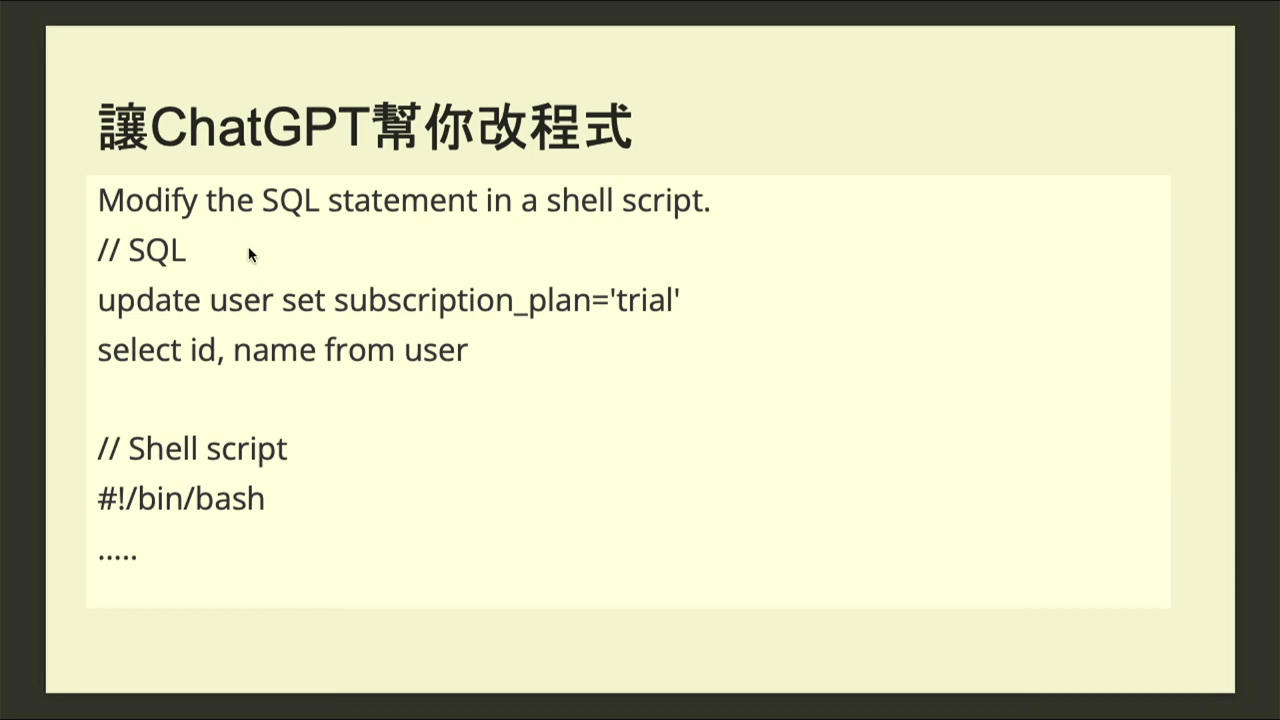 讓ChatGPT幫你改程式
Modify the SQL statement in a shell script.
// SQL
update user set subscription_plan='trial'
select id, name from user
// Shell script
#!/bin/bash
.....